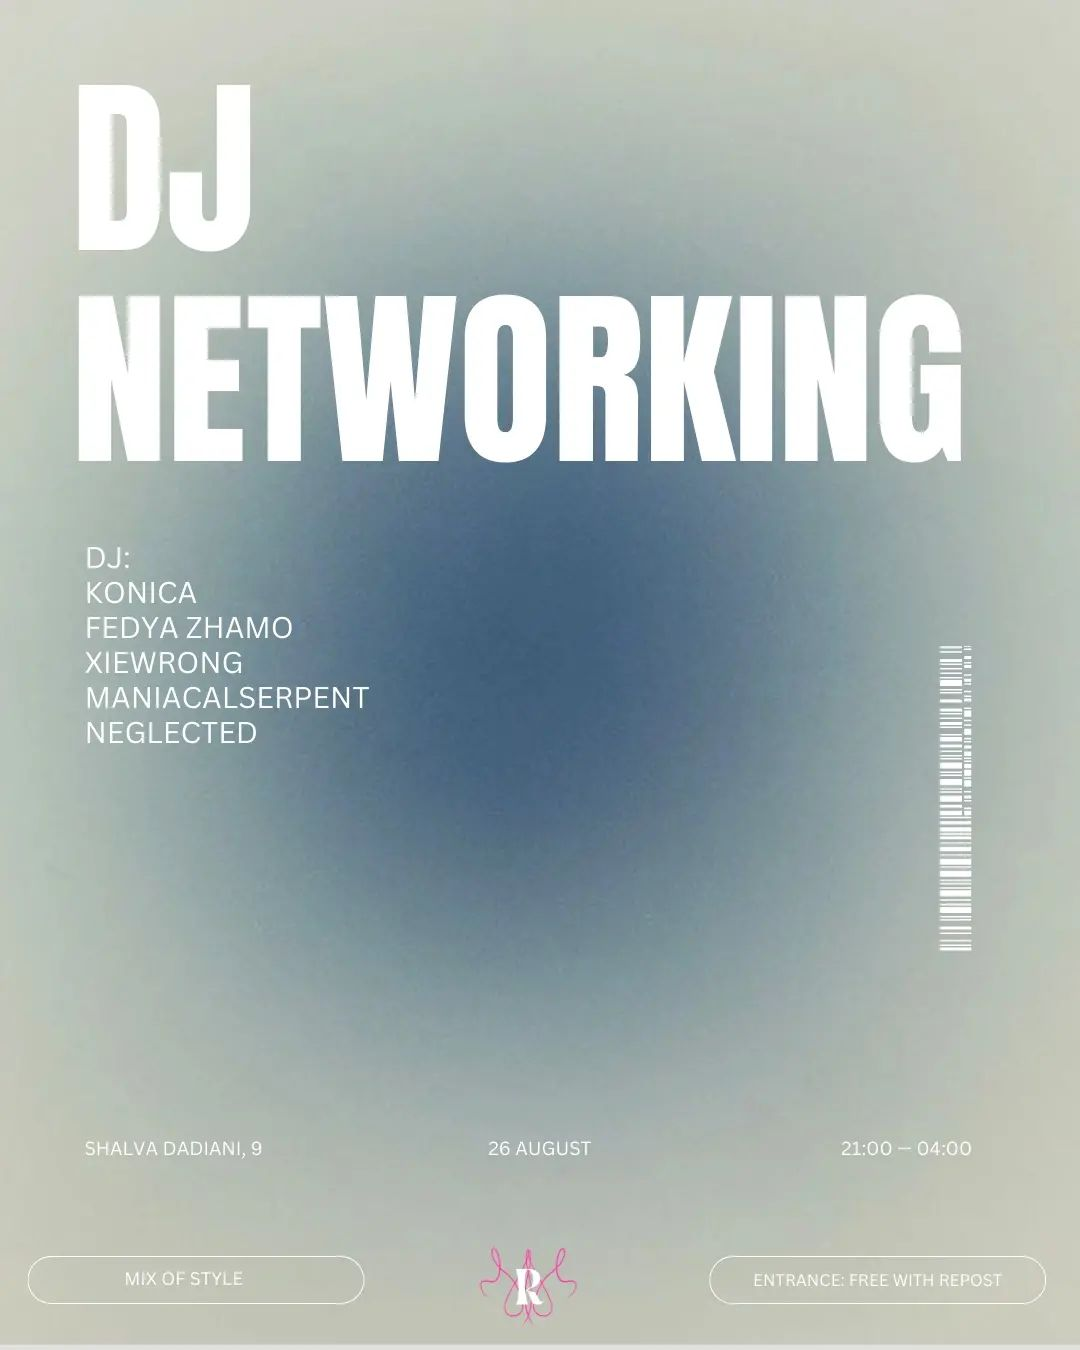 DJ
NETWORKING
DJ:
KONICA
FEDYA ZHAMO
XIEWRONG
MANIACALSERPENT
NEGLECTED
SHALVA DADIANI, 9
26 AUGUST
21:00 — 04:00
MIX OF STYLE
R
ENTRANCE: FREE WITH REPOST